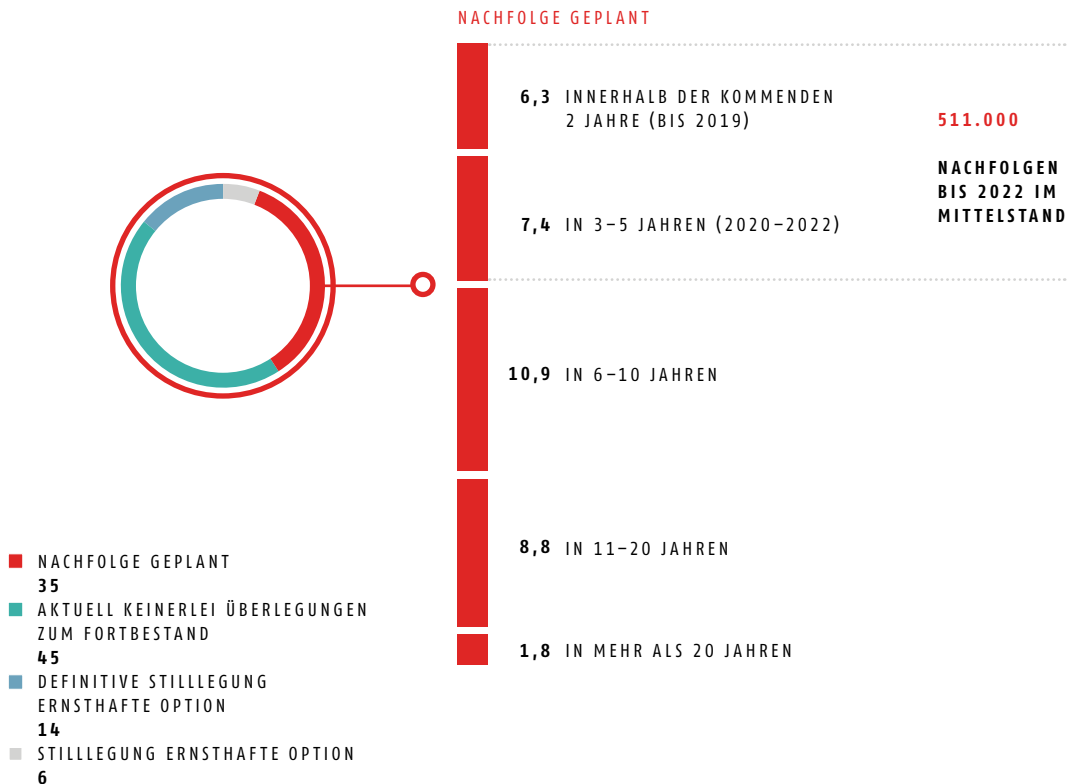 NACHFOLGE GEPLANT
6,3 INNERHALB DER KOMMENDEN
2 JAHRE (BIS 2019)
511.000
NACHFOLGEN
BIS 2022 IM
MITTELSTAND
7,4 IN 3–5 JAHREN (2020–2022)
10,9 IN 6–10 JAHREN
8,8 IN 11–20 JAHREN
1,8 IN MEHR ALS 20 JAHREN
NACHFOLGE GEPLANT
35
AKTUELL KEINERLEI ÜBERLEGUNGEN
ZUM FORTBESTAND
45
DEFINITIVE STILLLEGUNG
ERNSTHAFTE OPTION
14
STILLLEGUNG ERNSTHAFTE OPTION
6